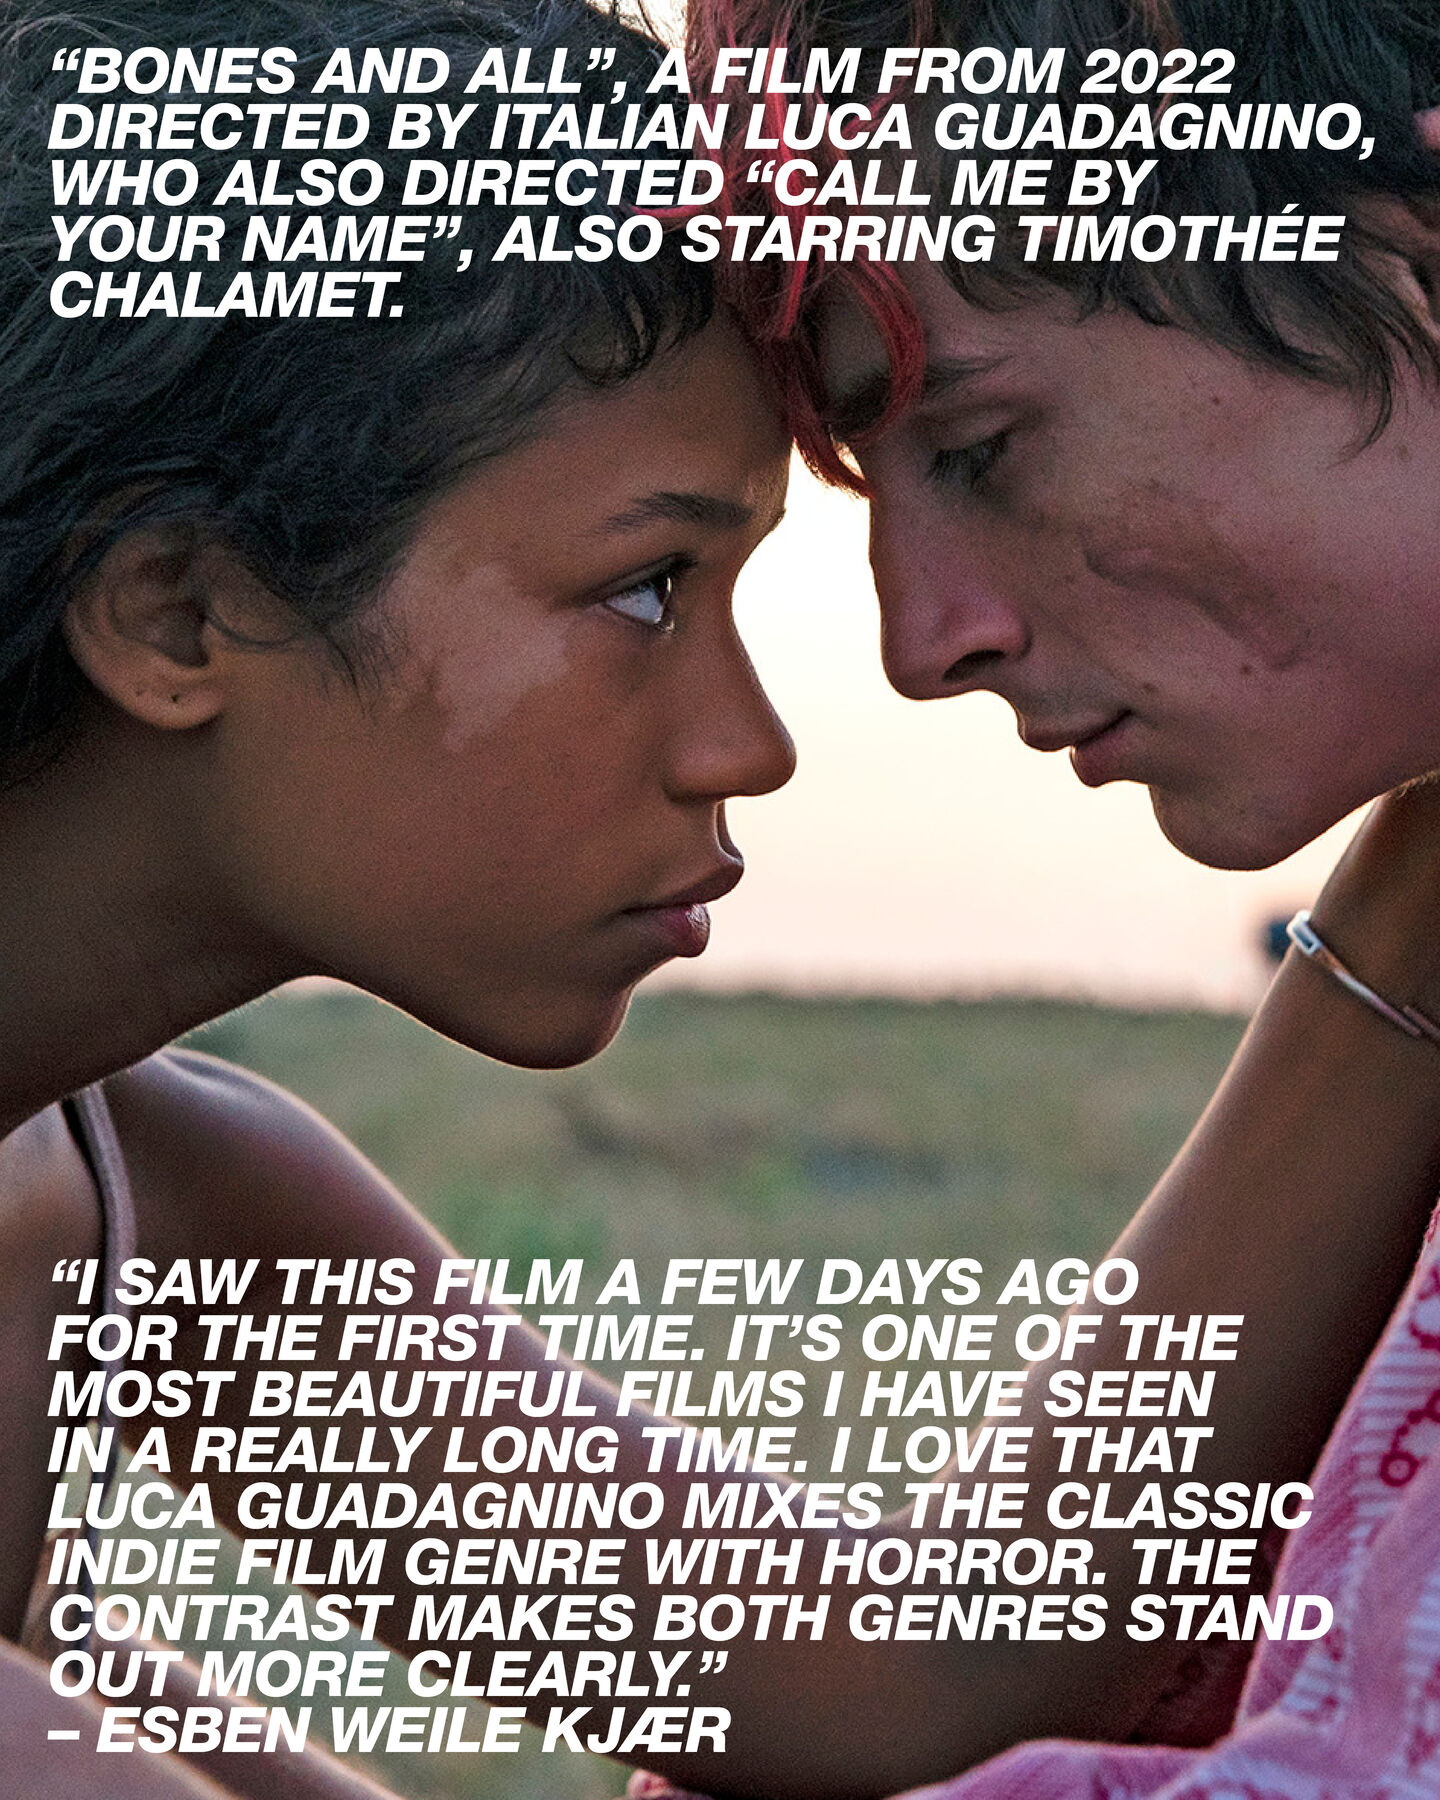 “BONES AND ALL”, A FILM FROM 2022
DIRECTED BY ITALIAN LUCA GUADAGNINO,
WHO ALSO DIRECTED “CALL ME BY
YOUR NAME”, ALSO STARRING TIMOTHÉE
CHALAMET.
“I SAW THIS FILM A FEW DAYS AGO
FOR THE FIRST TIME. IT’S ONE OF THE
MOST BEAUTIFUL FILMS I HAVE SEEN
IN A REALLY LONG TIME. I LOVE THAT
LUCA GUADAGNINO MIXES THE CLASSIC
INDIE FILM GENRE WITH HORROR. THE
CONTRAST MAKES BOTH GENRES STAND
OUT MORE CLEARLY.”
– ESBEN WEILE KJÆR